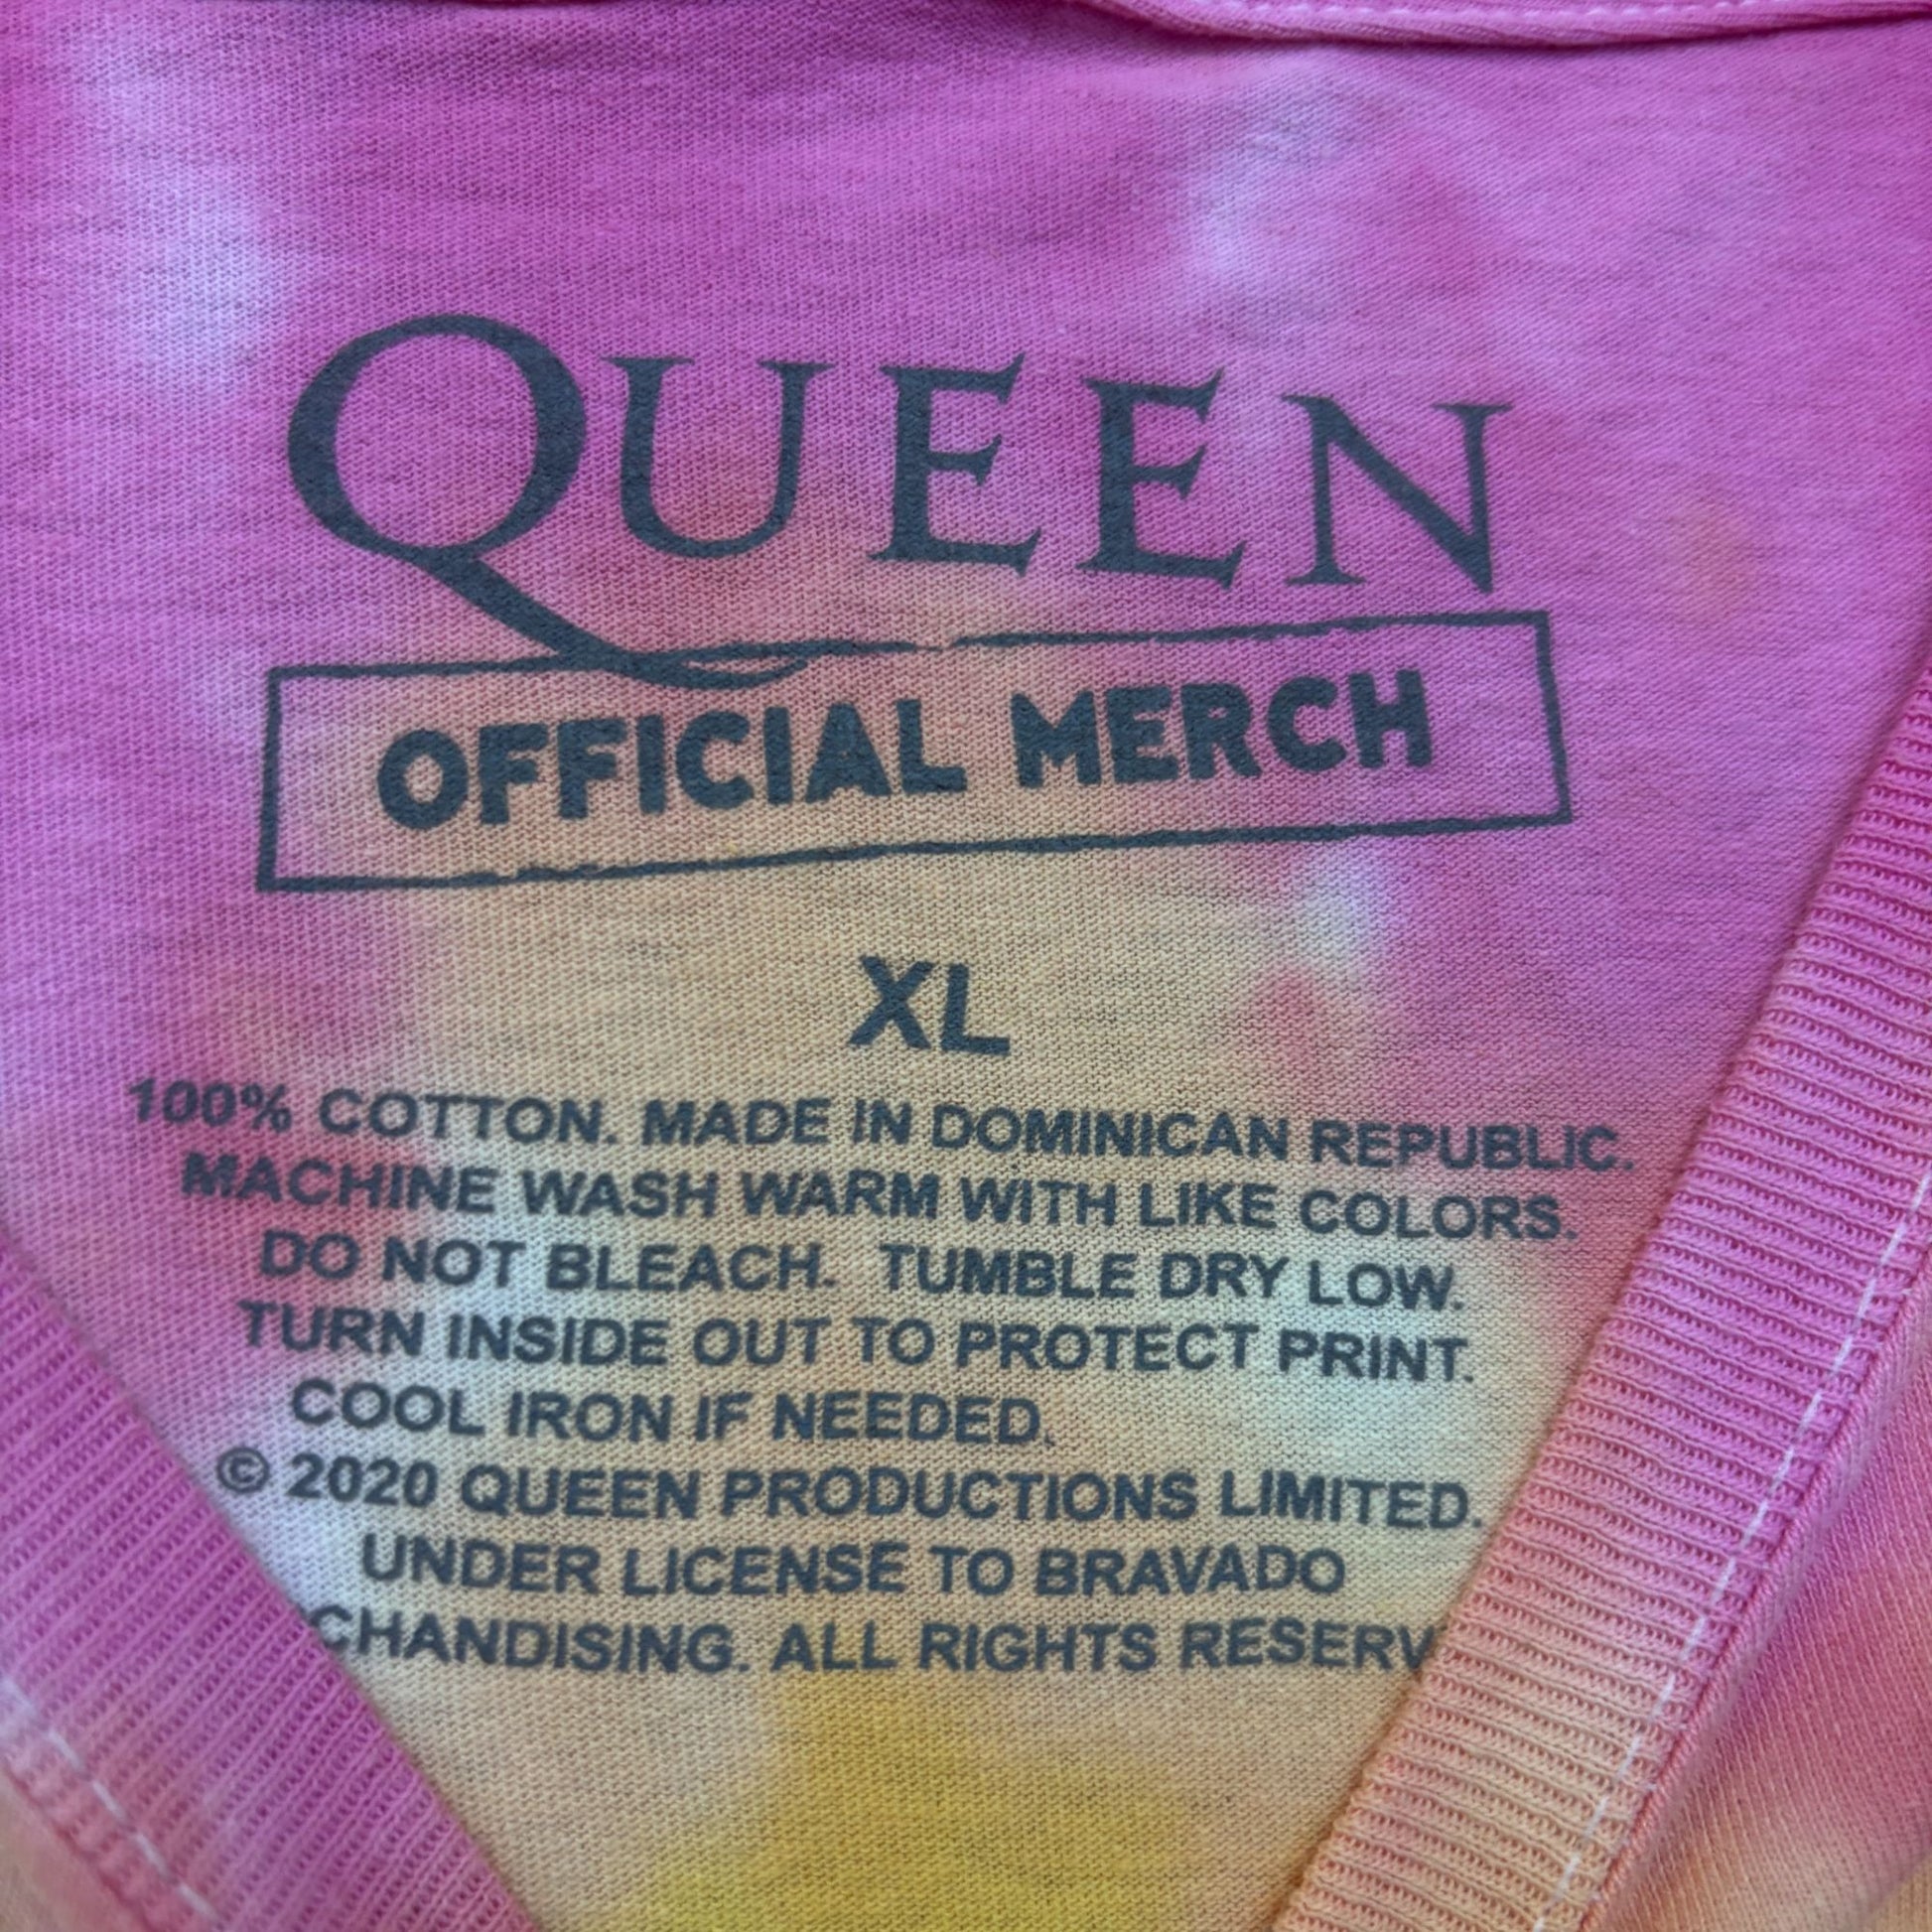 QUEEN
OFFICIAL MERCH
XL
100% COTTON. MADE IN DOMINICAN REPUBLIC.
MACHINE WASH WARM WITH LIKE COLORS.
DO NOT BLEACH. TUMBLE DRY LOW.
TURN INSIDE OUT TO PROTECT PRINT.
COOL IRON IF NEEDED.
© 2020 QUEEN PRODUCTIONS LIMITED.
UNDER LICENSE TO BRAVADO
CHANDISING. ALL RIGHTS RESERV